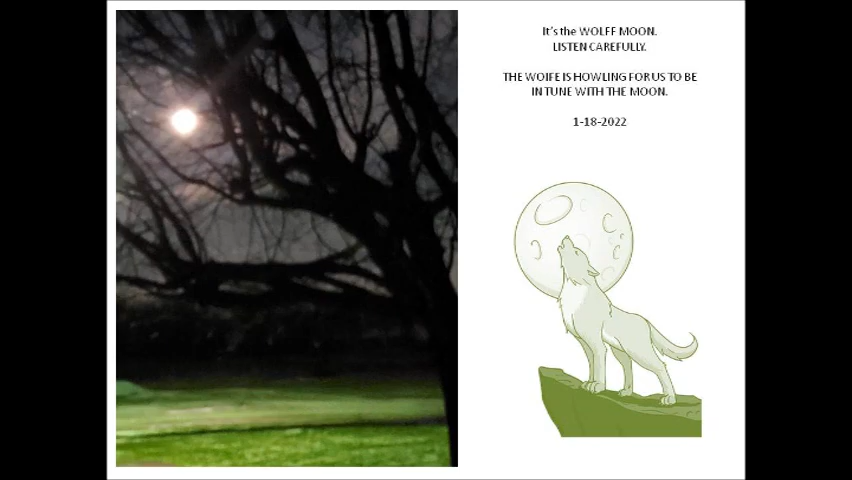 It's the WOLFF MOON.
LISTEN CAREFULLY.
THE WOIFE IS HOWLING FOR US TO BE
IN TUNE WITH THE MOON.
1-18-2022